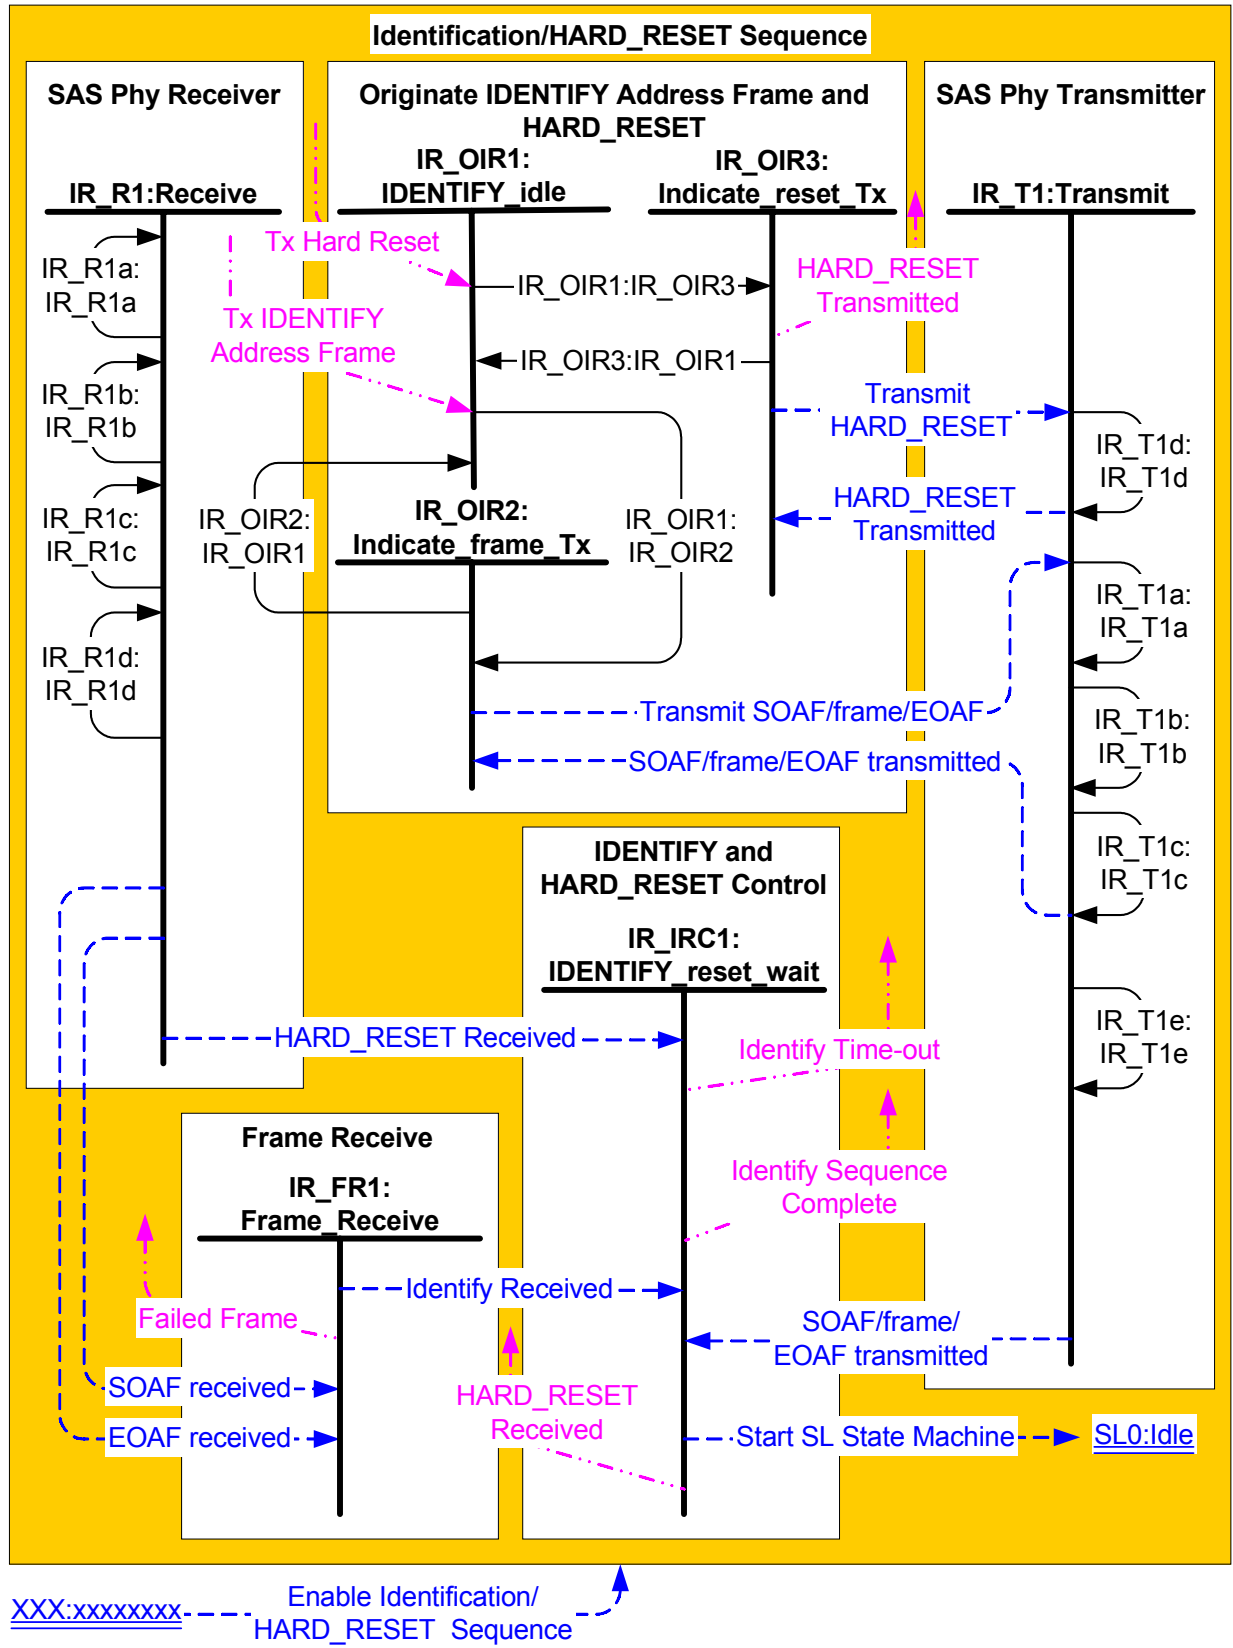 Identification/HARD_RESET Sequence
SAS Phy Receiver
IR_R1:Receive
IR_R1a:
IR_R1a
IR_R1b:
IR_R1b
IR_R1c:
IR_R1c
IR_R1d:
IR_R1d
Originate IDENTIFY Address Frame and
HARD_RESET
IR_OIR1:
IDENTIFY_idle
IR_OIR3:
Indicate_reset_Tx
Tx Hard Reset
Tx IDENTIFY
Address Frame
IR_OIR1:IR_OIR3
IR_OIR3:IR_OIR1
HARD_RESET
Transmitted
Transmit
HARD_RESET
HARD_RESET
Transmitted
IR_OIR2:
IR_OIR1
IR_OIR2:
Indicate_frame_Tx
IR_OIR1:
IR_OIR2
Transmit SOAF/frame/EOAF
SOAF/frame/EOAF transmitted
SAS Phy Transmitter
IR_T1:Transmit
IR_T1d:
IR_T1d
IR_T1a:
IR_T1a
IR_T1b:
IR_T1b
IR_T1c:
IR_T1c
IR_T1e:
IR_T1e
IDENTIFY and
HARD_RESET Control
IR_IRC1:
IDENTIFY_reset_wait
HARD_RESET Received
Identify Time-out
Identify Sequence
Complete
Frame Receive
IR_FR1:
Frame_Receive
Identify Received
Failed Frame
SOAF/frame/
EOAF transmitted
SOAF received
EOAF received
HARD_RESET
Received
Start SL State Machine
SL0:Idle
XXX:xxxxxxxx
Enable Identification/
HARD_RESET Sequence